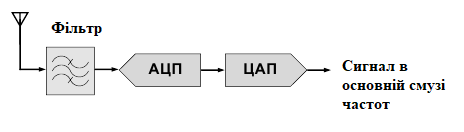 Фільтр
АЦП
ЦАП
Сигнал в
основній смузі
частот